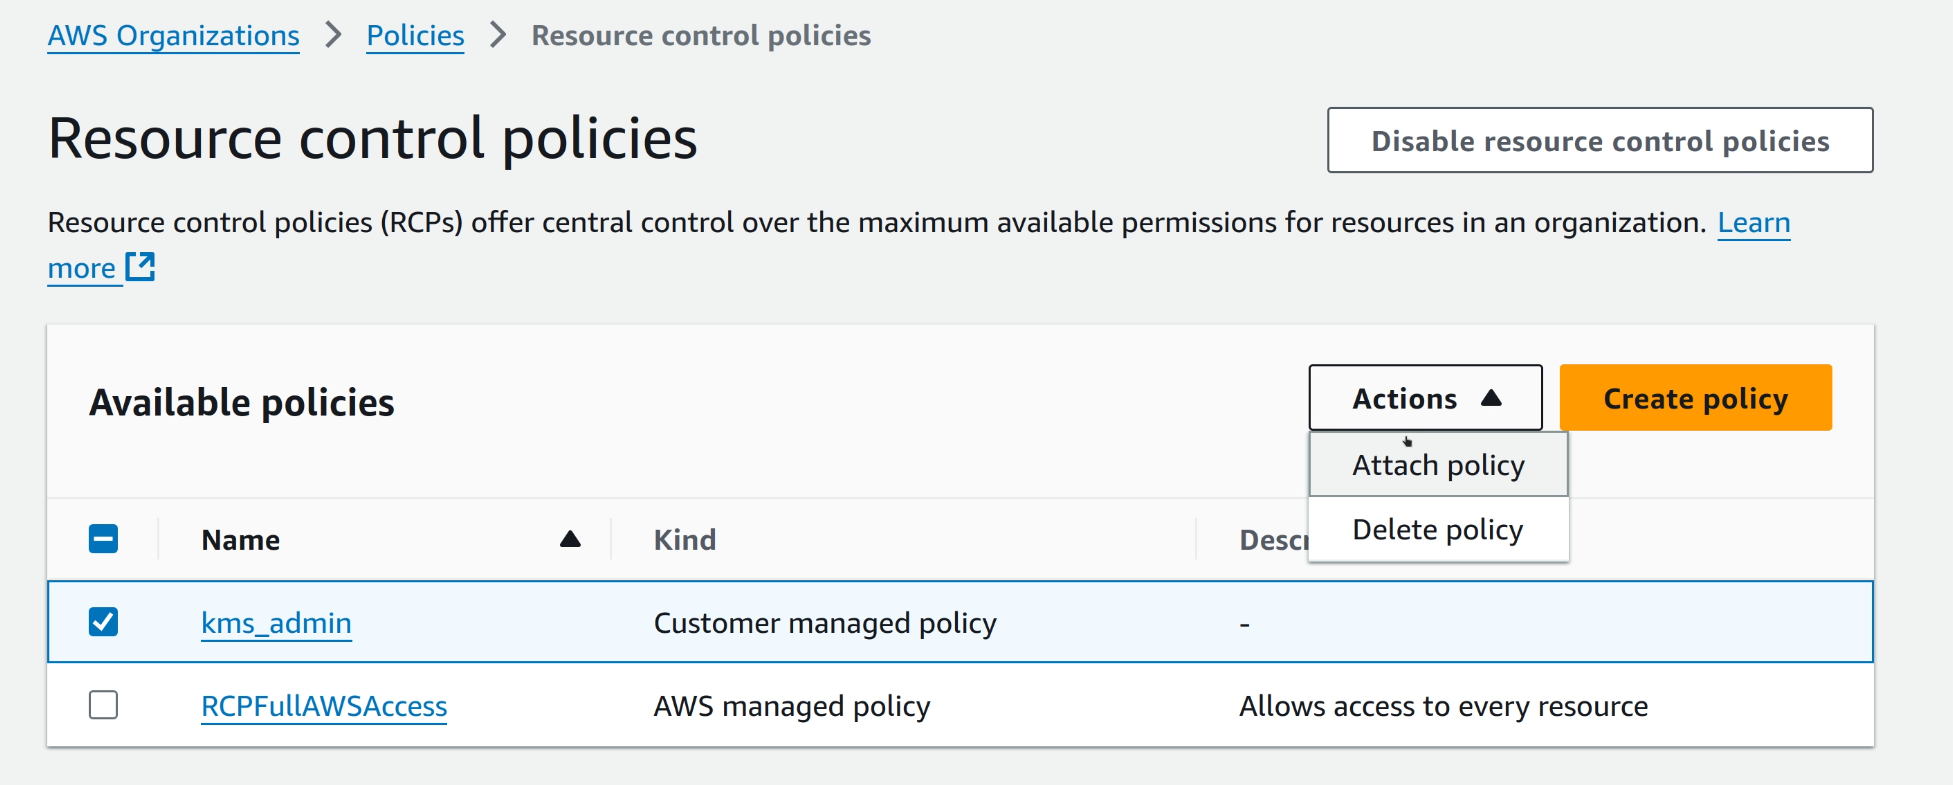 AWS Organizations > Policies > Resource control policies
Resource control policies
Disable resource control policies
Resource control policies (RCPs) offer central control over the maximum available permissions for resources in an organization. Learn
more
Available policies
Actions
Create policy
Attach policy
Delete policy
Name Kind Descr
kms_admin Customer managed policy -
RCPFullAWSAccess AWS managed policy Allows access to every resource